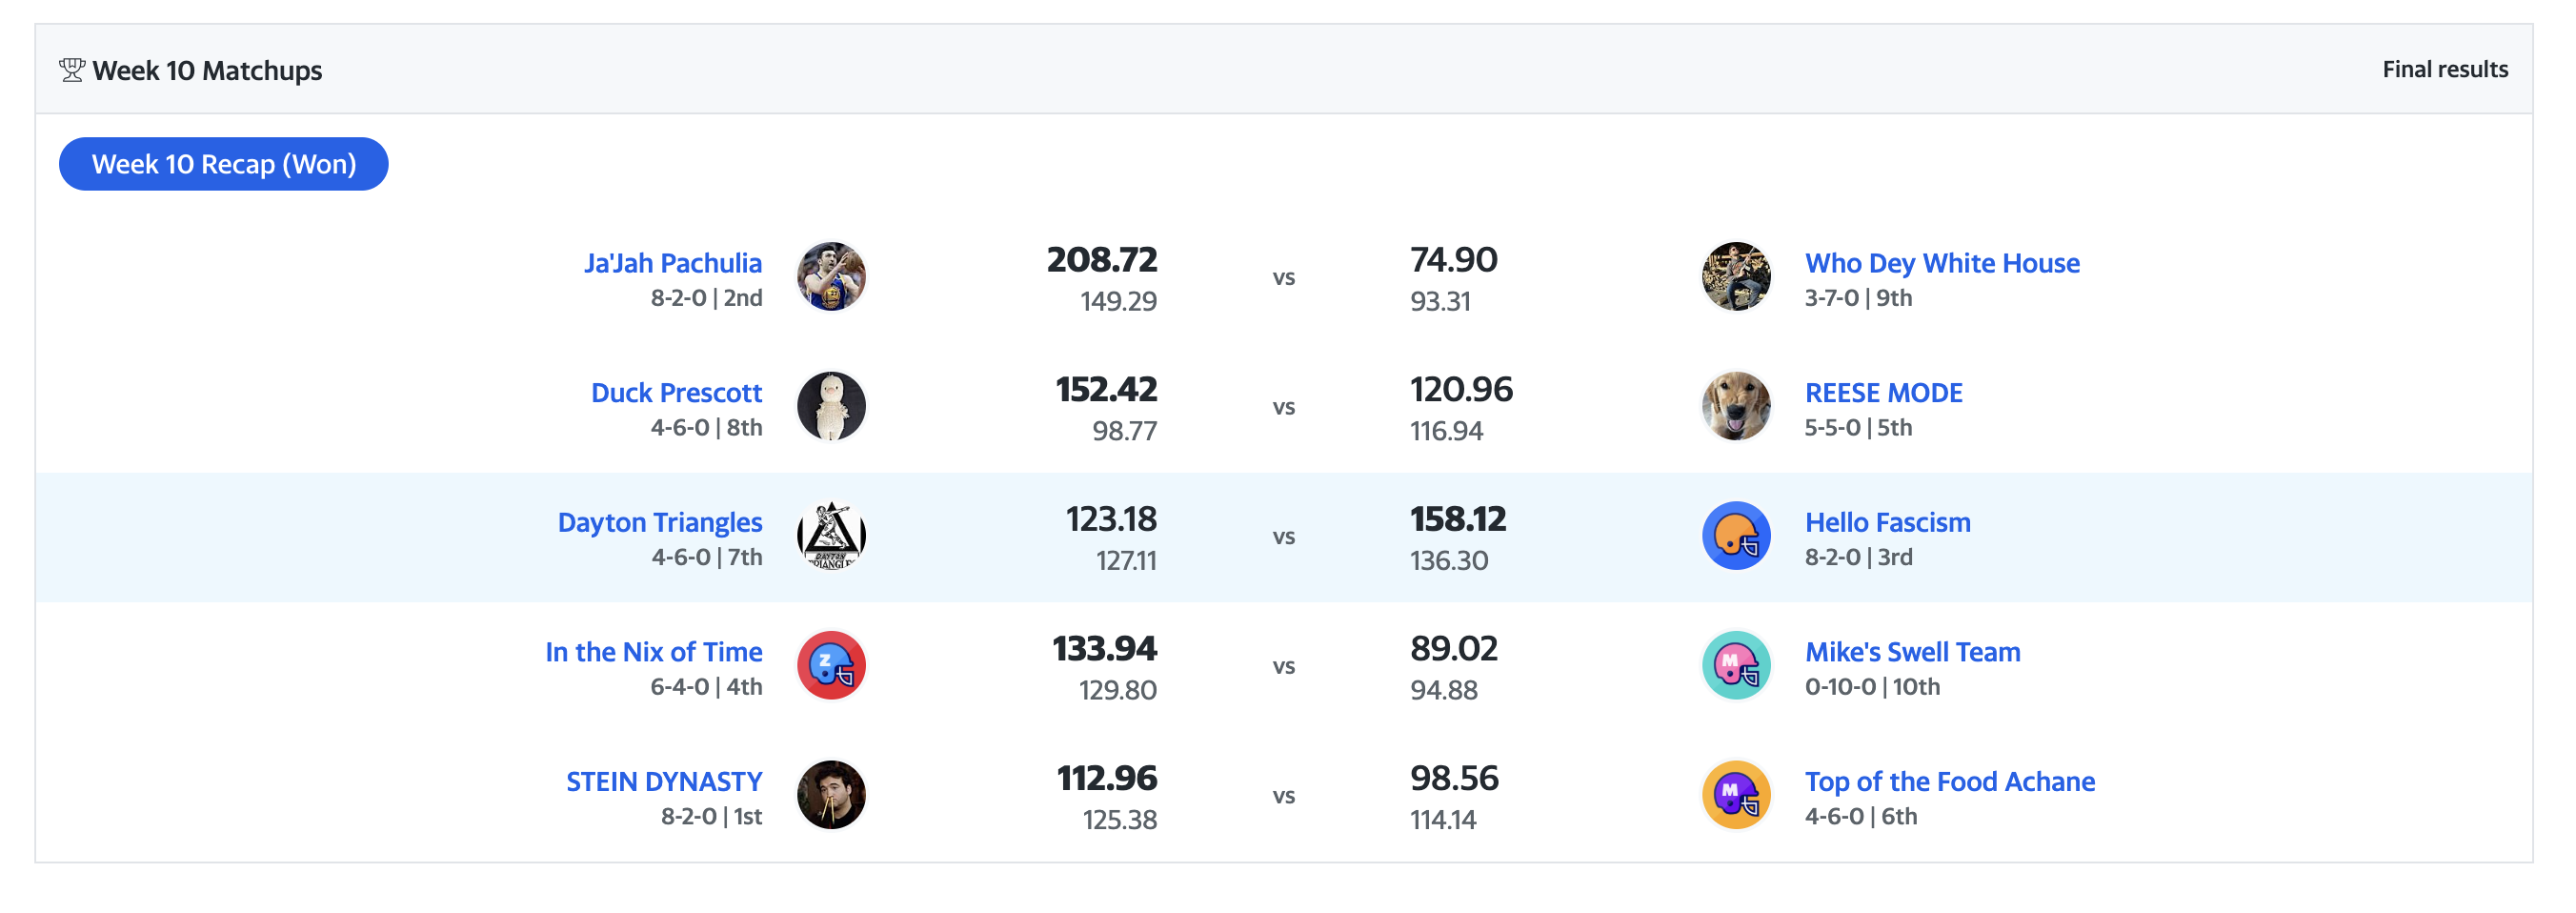 Week 10 Matchups
Final results
Week 10 Recap (Won)
Ja'Jah Pachulia 208.72 vs 74.90 Who Dey White House
8-2-0 | 2nd 149.29 93.31 3-7-0 | 9th
Duck Prescott 152.42 vs 120.96 REESE MODE
4-6-0 | 8th 98.77 116.94 5-5-0 | 5th
Dayton Triangles 123.18 vs 158.12 Hello Fascism
4-6-0 | 7th 127.11 136.30 8-2-0 | 3rd
DAYTON
In the Nix of Time Z 133.94 vs 89.02 M Mike's Swell Team
6-4-0 | 4th 129.80 94.88 0-10-0 | 10th
STEIN DYNASTY 112.96 vs 98.56 M Top of the Food Achane
8-2-0 | 1st 125.38 114.14 4-6-0 | 6th